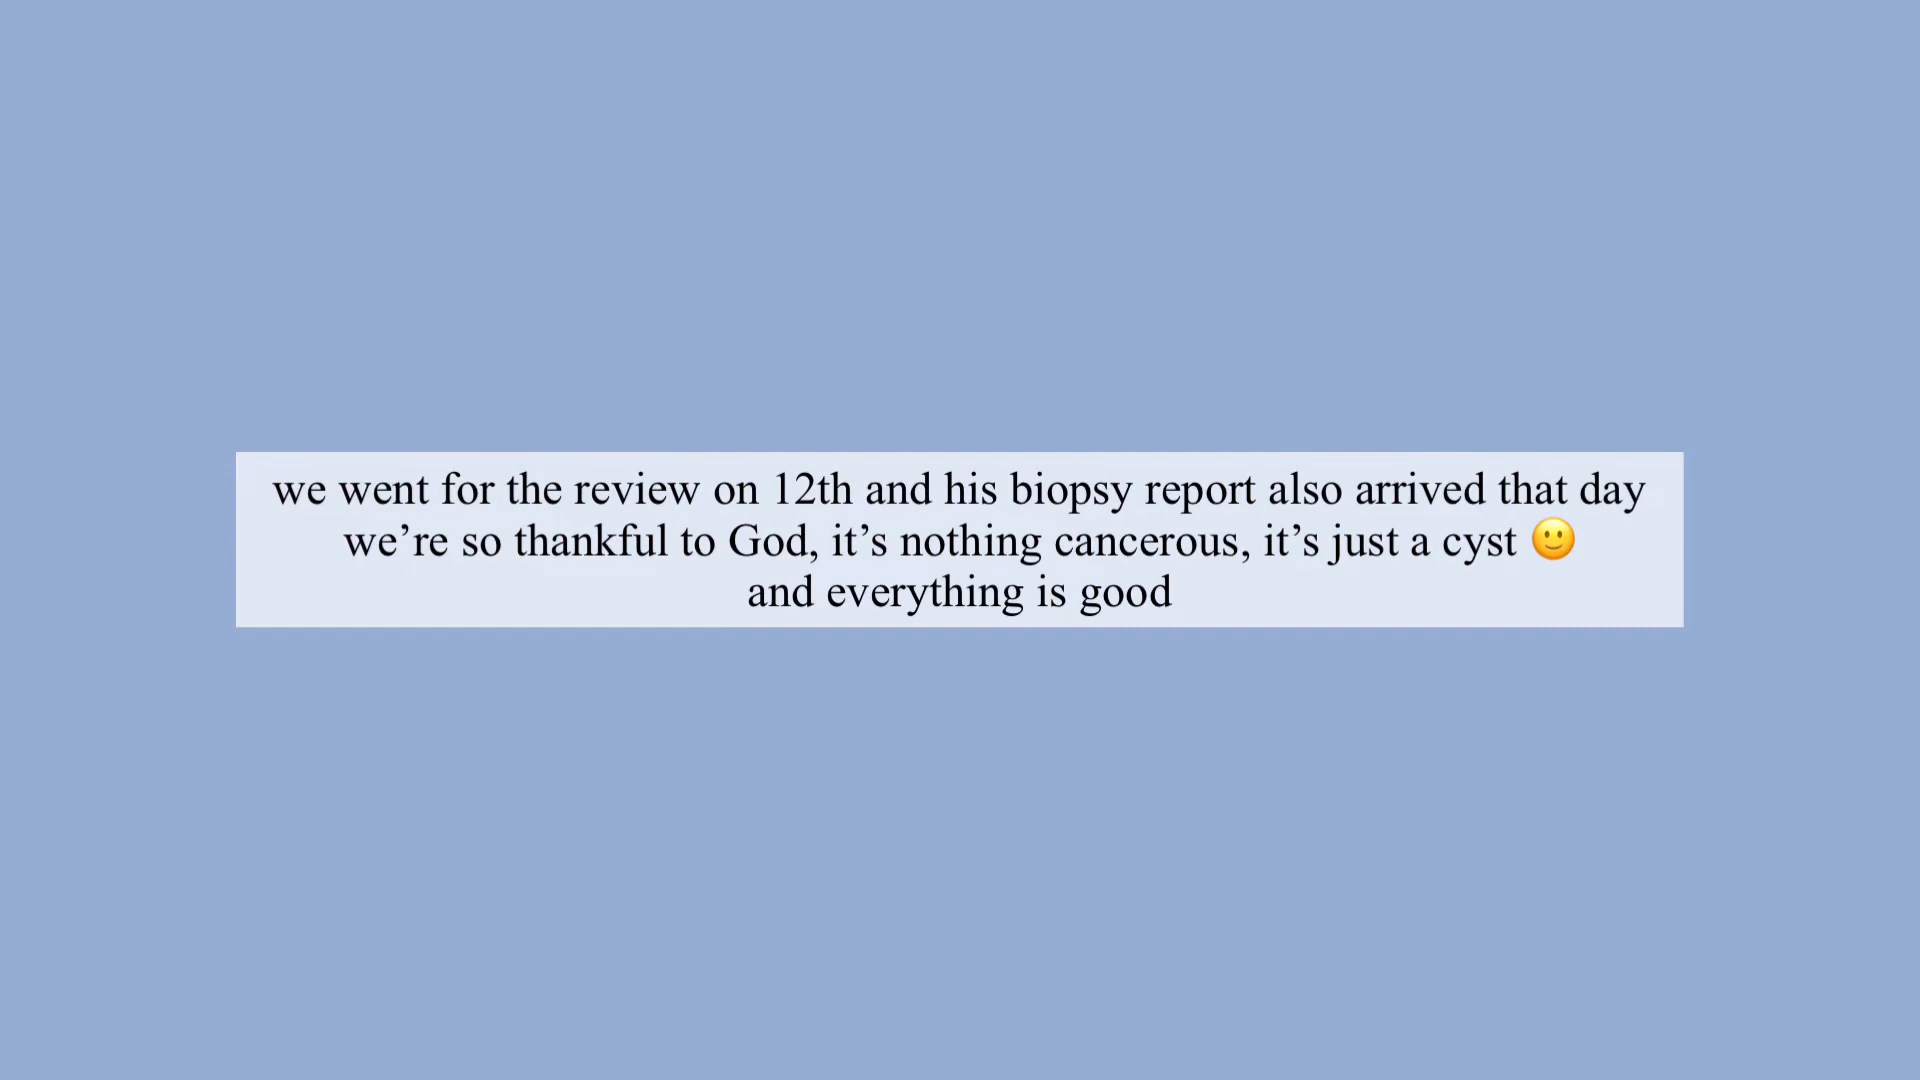 we went for the review on 12th and his biopsy report also arrived that day
we’re so thankful to God, it’s nothing cancerous, it’s just a cyst 🙂
and everything is good